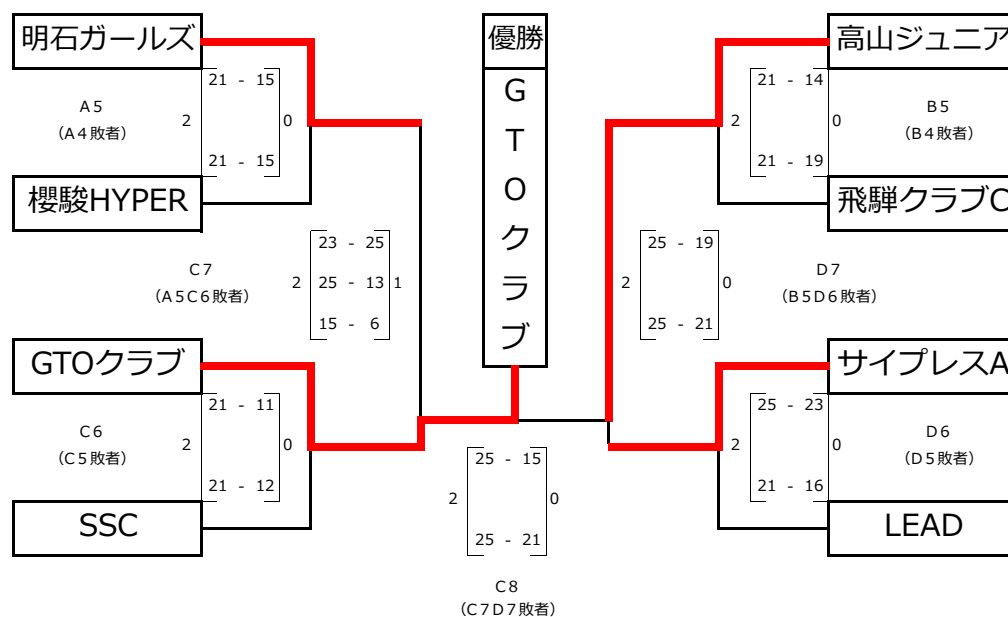 明石ガールズ
優勝
高山ジュニア
21 - 15
21 - 14
A5
(A4敗者)
2
0
2
0
B5
(B4敗者)
21 - 15
21 - 19
櫻駿HYPER
飛騨クラブC
GTOクラブ
23 - 25
25 - 19
C7
(A5C6敗者)
2
25 - 13
1
2
0
D7
(B5D6敗者)
15 - 6
25 - 21
GTOクラブ
サイプレスA
21 - 11
25 - 23
C6
(C5敗者)
2
0
2
0
D6
(D5敗者)
21 - 12
21 - 16
SSC
LEAD
25 - 15
2
0
25 - 21
C8
(C7D7敗者)